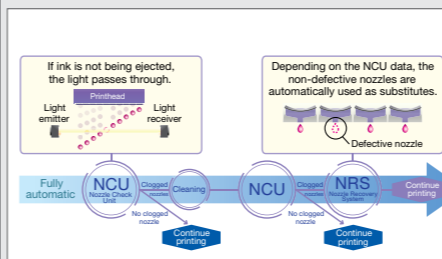 If ink is not being ejected,
the light passes through.
Printhead
Light
emitter
Light
receiver
Depending on the NCU data, the
non-defective nozzles are
automatically used as substitutes.
Defective nozzle
Fully
automatic
NCU
Nozzle Check
Unit
Clogged
nozzles
Cleaning
No clogged
nozzle
Continue
printing
NCU
Clogged
nozzles
NRS
Nozzle Recovery
System
Continue
printing
No clogged
nozzle
Continue
printing